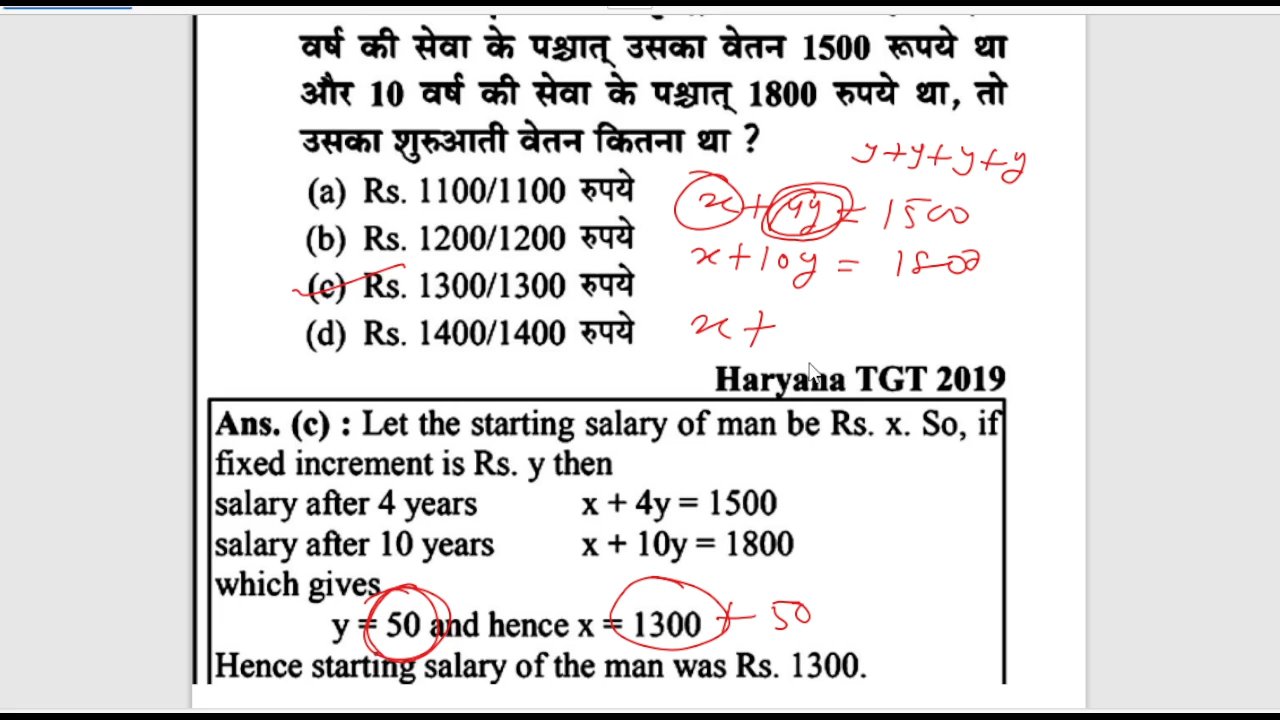 वर्ष की सेवा के पश्चात् उसका वेतन 1500 रूपये था
और 10 वर्ष की सेवा के पश्चात् 1800 रुपये था, तो
उसका शुरुआती वेतन कितना था ?
y+y+y+y
(a) Rs. 1100/1100 रुपये
x + 4y = 1500
(b) Rs. 1200/1200 रुपये
x + 10y = 1800
(c) Rs. 1300/1300 रुपये
(d) Rs. 1400/1400 रुपये
x +
Haryana TGT 2019
Ans. (c) : Let the starting salary of man be Rs. x. So, if
fixed increment is Rs. y then
salary after 4 years x + 4y = 1500
salary after 10 years x + 10y = 1800
which gives
y = 50 and hence x = 1300 + 50
Hence starting salary of the man was Rs. 1300.